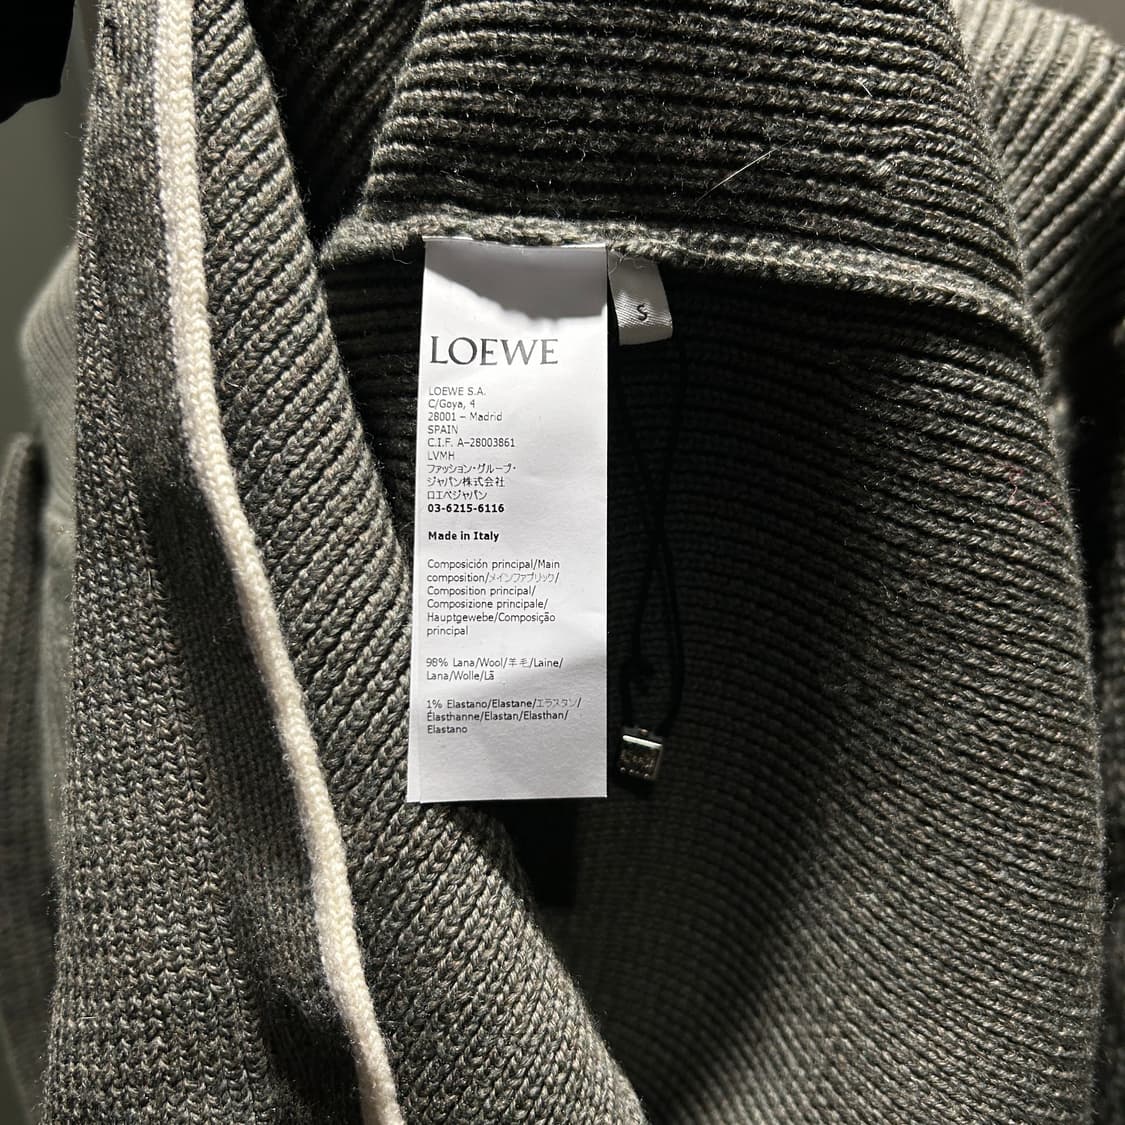 LOEWE
S
LOEWE S.A.
C/Goya, 4
28001 – Madrid
SPAIN
C.I.F. A–28003861
LVMH
ファッション・グループ・
ジャパン株式会社
ロエベジャパン
03-6215-6116
Made in Italy
Composición principal/Main
composition/メインファブリック/
Composition principal/
Composizione principale/
Hauptgewebe/Composição
principal
98% Lana/Wool/羊毛/Laine/
Lana/Wolle/Lã
1% Elastano/Elastane/エラスタン/
Élasthanne/Elastan/Elasthan/
Elastano